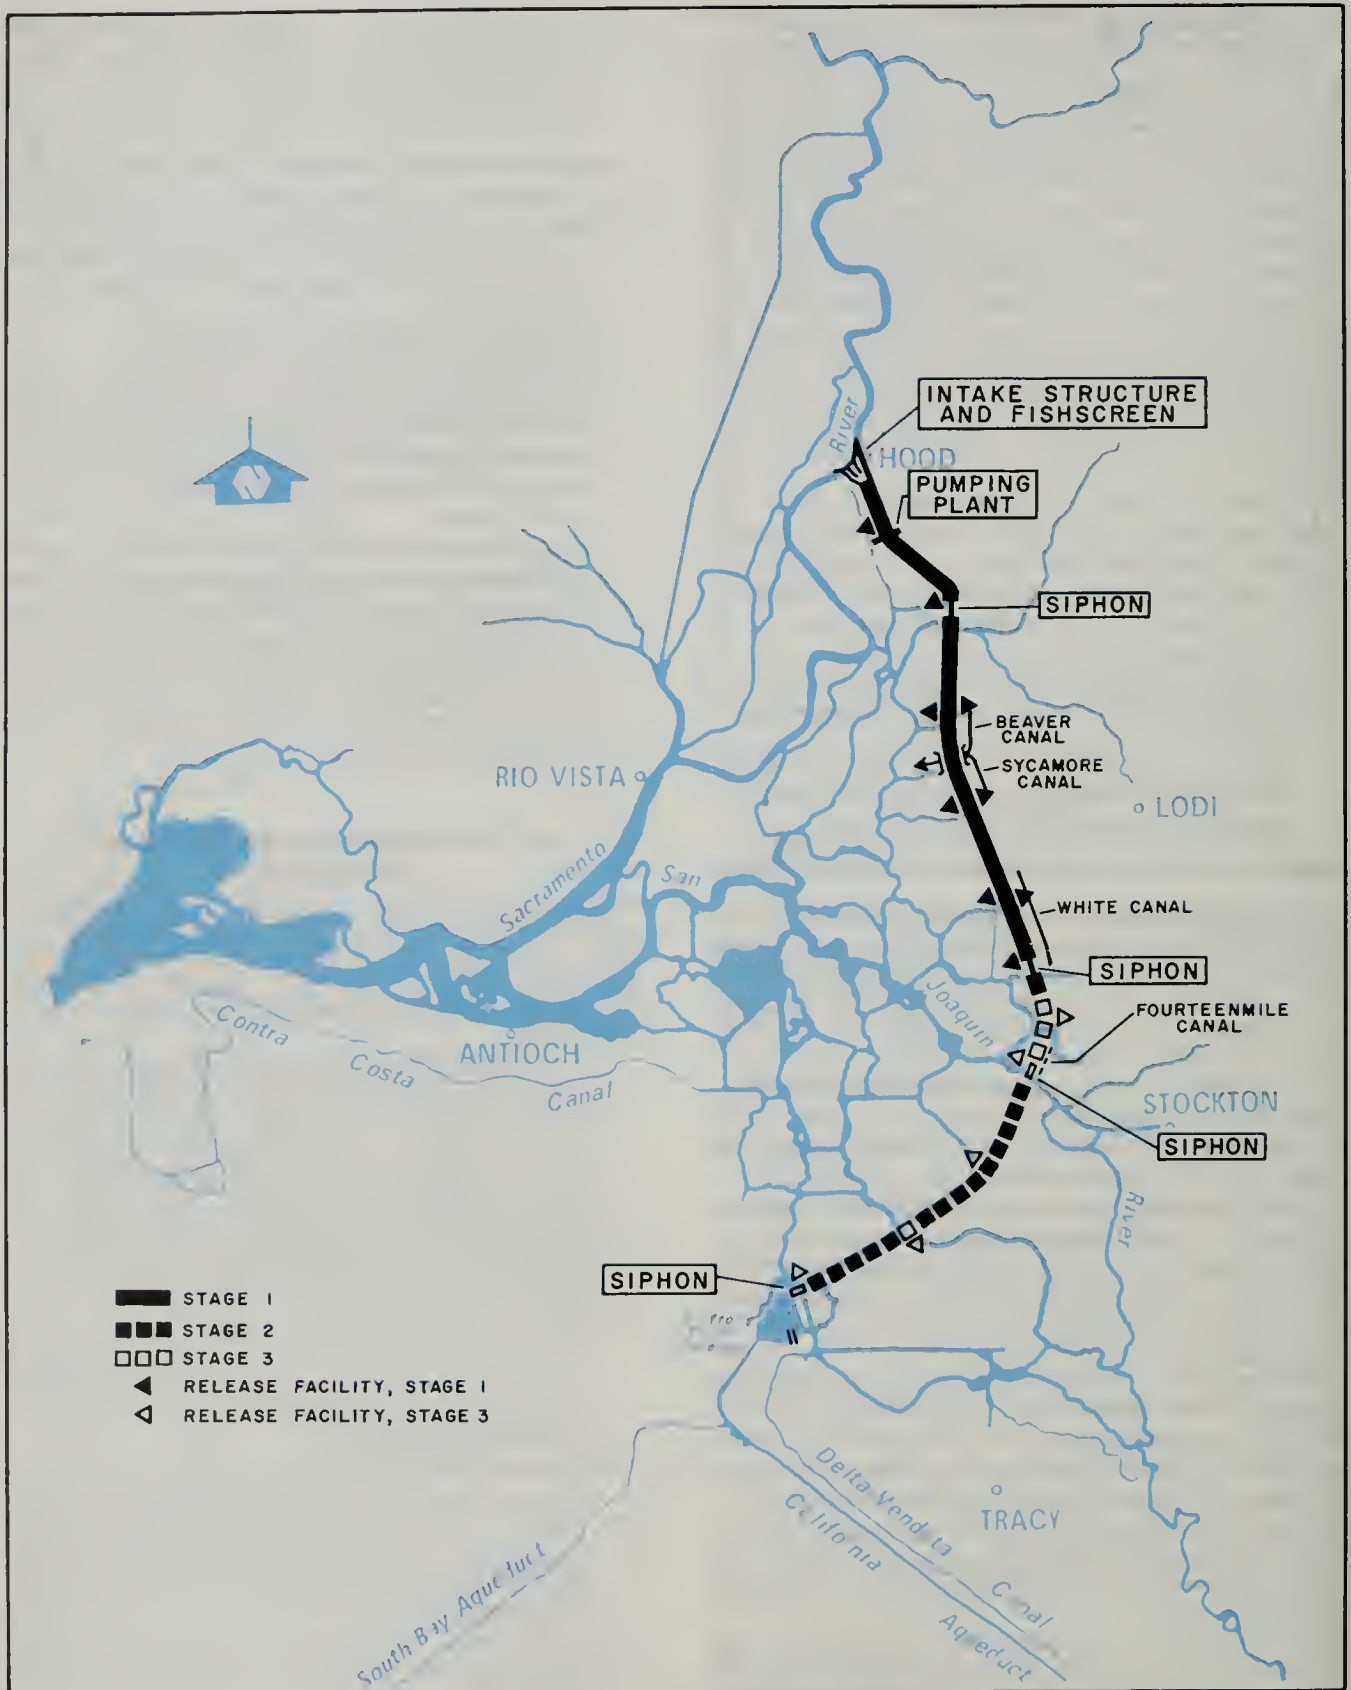 INTAKE STRUCTURE
AND FISHSCREEN
River
HOOD
PUMPING
PLANT
SIPHON
BEAVER
CANAL
SYCAMORE
CANAL
RIO VISTA
LODI
Sacramento
San
WHITE CANAL
SIPHON
Joaquin
FOURTEENMILE
CANAL
Contra
Costa
Canal
ANTIOCH
STOCKTON
SIPHON
River
SIPHON
STAGE 1
STAGE 2
STAGE 3
RELEASE FACILITY, STAGE 1
RELEASE FACILITY, STAGE 3
Delta Mendota
Canal
California
Aqueduct
TRACY
South Bay Aqueduct